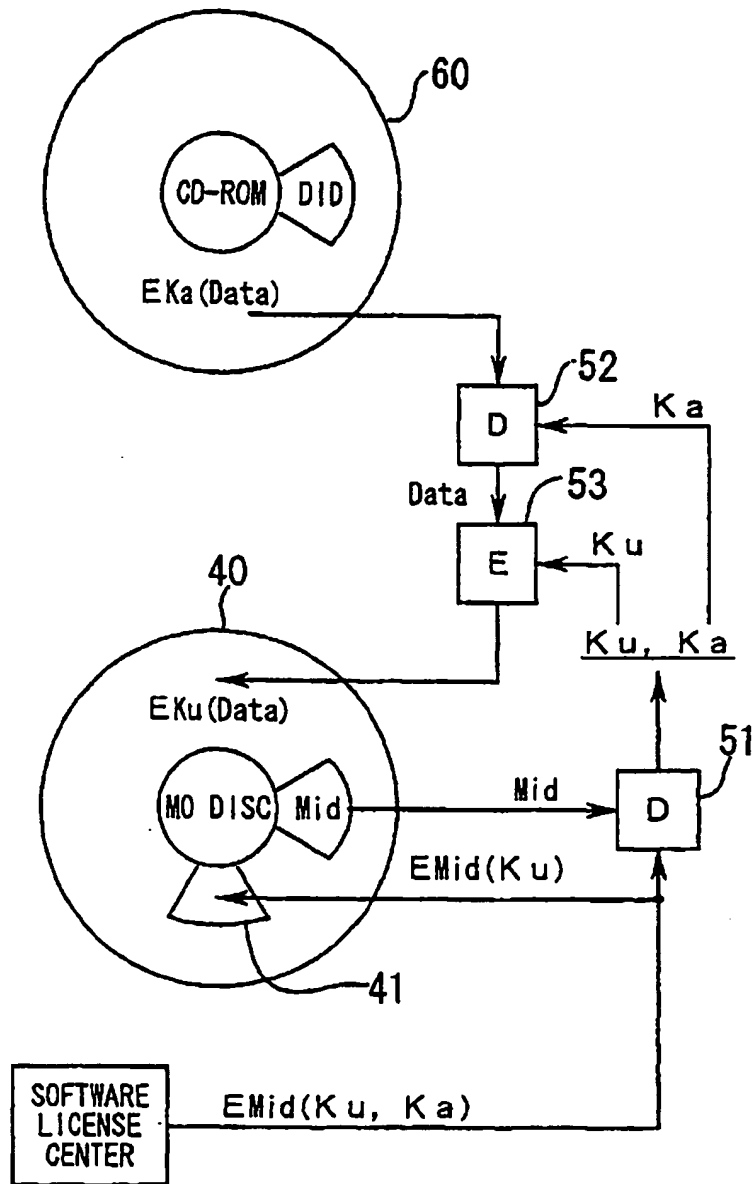 60
CD-ROM
DID
EKa(Data)
52
Ka
D
Data
53
Ku
E
40
Ku, Ka
EKu(Data)
51
MO DISC
Mid
Mid
D
EMid(Ku)
41
SOFTWARE
LICENSE
CENTER
EMid(Ku, Ka)